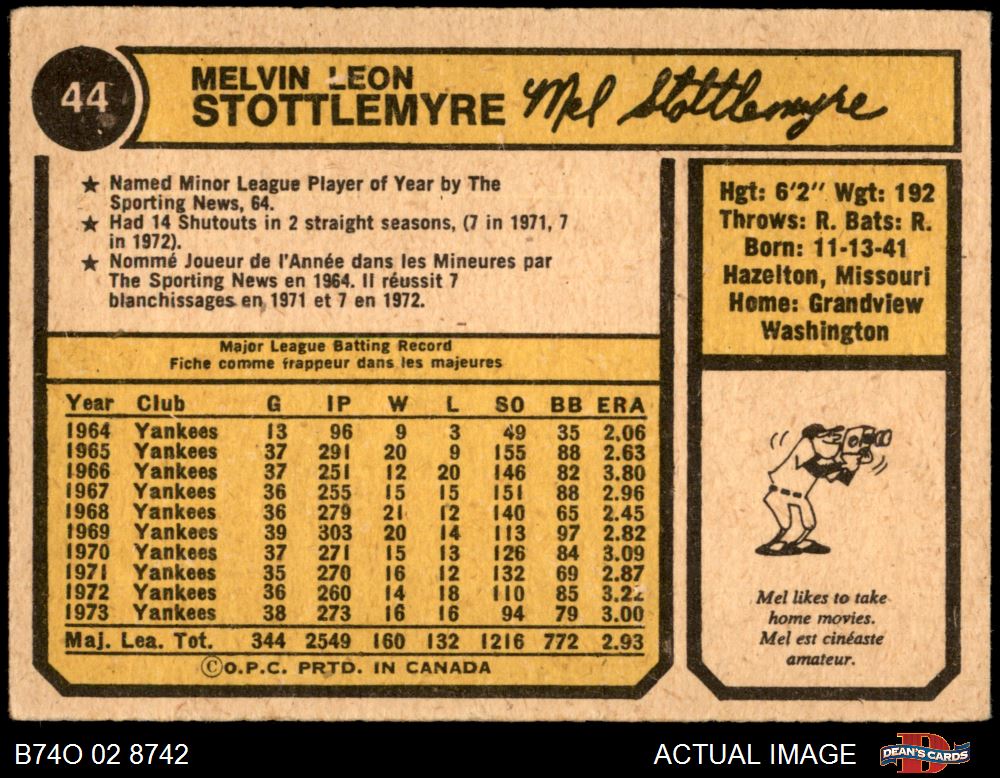 44
MELVIN LEON
STOTTLEMYRE
Mel Stottlemyre
★ Named Minor League Player of Year by The
Sporting News, 64.
★ Had 14 Shutouts in 2 straight seasons, (7 in 1971, 7
in 1972).
★ Nommé Joueur de l'Année dans les Mineures par
The Sporting News en 1964. Il réussit 7
blanchissages en 1971 et 7 en 1972.
Hgt: 6'2" Wgt: 192
Throws: R. Bats: R.
Born: 11-13-41
Hazelton, Missouri
Home: Grandview
Washington
Major League Batting Record
Fiche comme frappeur dans les majeures
Year Club G IP W L SO BB ERA
1964 Yankees 13 96 9 3 49 35 2.06
1965 Yankees 37 291 20 9 155 88 2.63
1966 Yankees 37 251 12 20 146 82 3.80
1967 Yankees 36 255 15 15 151 88 2.96
1968 Yankees 36 279 21 12 140 65 2.45
1969 Yankees 39 303 20 14 113 97 2.82
1970 Yankees 37 271 15 13 126 84 3.09
1971 Yankees 35 270 16 12 132 69 2.87
1972 Yankees 36 260 14 18 110 85 3.22
1973 Yankees 38 273 16 16 94 79 3.00
Maj. Lea. Tot. 344 2549 160 132 1216 772 2.93
©O.P.C. PRTD. IN CANADA
Mel likes to take
home movies.
Mel est cinéaste
amateur.
B74O 02 8742
ACTUAL IMAGE
DEAN'S CARDS